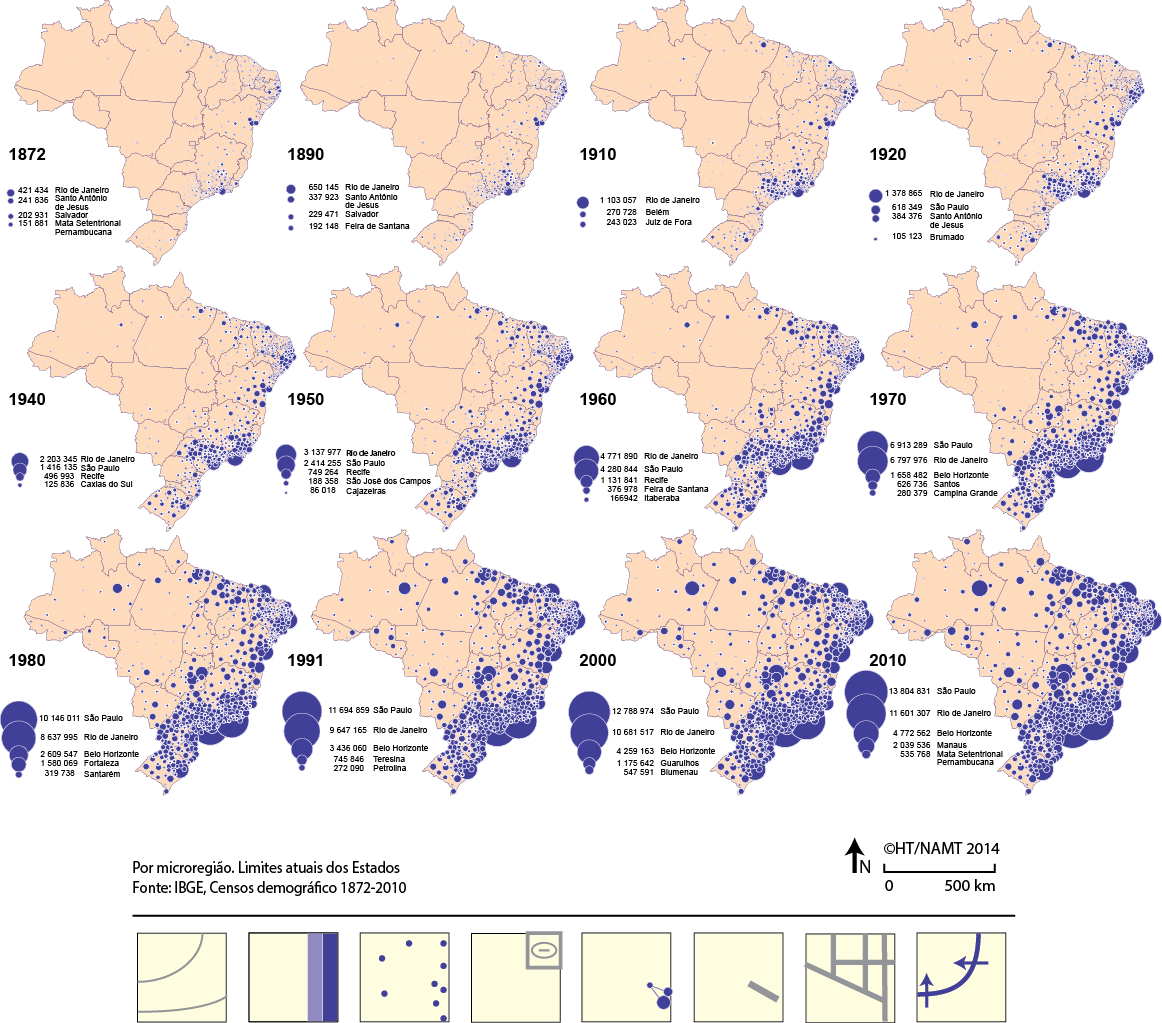 1872
421 434 Rio de Janeiro
241 836 Santo Antônio
de Jesus
202 931 Salvador
151 881 Mata Setentrional
Pernambucana
1890
650 145 Rio de Janeiro
337 923 Santo Antônio
de Jesus
229 471 Salvador
192 148 Feira de Santana
1910
1 103 057 Rio de Janeiro
270 728 Belém
243 023 Juiz de Fora
1920
1 378 865 Rio de Janeiro
618 349 São Paulo
384 376 Santo Antônio
de Jesus
105 123 Brumado
1940
2 203 345 Rio de Janeiro
1 416 135 São Paulo
496 993 Recife
125 836 Caxias do Sul
1950
3 137 977 Rio de Janeiro
2 414 255 São Paulo
749 264 Recife
188 358 São José dos Campos
86 018 Cajazeiras
1960
4 771 890 Rio de Janeiro
4 280 844 São Paulo
1 131 841 Recife
376 978 Feira de Santana
166942 Itaberaba
1970
6 913 289 São Paulo
6 797 976 Rio de Janeiro
1 658 482 Belo Horizonte
626 736 Santos
280 379 Campina Grande
1980
10 146 011 São Paulo
8 637 995 Rio de Janeiro
2 609 547 Belo Horizonte
1 580 069 Fortaleza
319 738 Santarém
1991
11 694 859 São Paulo
9 647 165 Rio de Janeiro
3 436 060 Belo Horizonte
745 846 Teresina
272 090 Petrolina
2000
12 788 974 São Paulo
10 681 517 Rio de Janeiro
4 259 163 Belo Horizonte
1 175 642 Guarulhos
547 591 Blumenau
2010
13 804 831 São Paulo
11 601 307 Rio de Janeiro
4 772 562 Belo Horizonte
2 039 536 Manaus
535 768 Mata Setentrional
Pernambucana
Por microregião. Limites atuais dos Estados
Fonte: IBGE, Censos demográfico 1872-2010
N
©HT/NAMT 2014
0 500 km